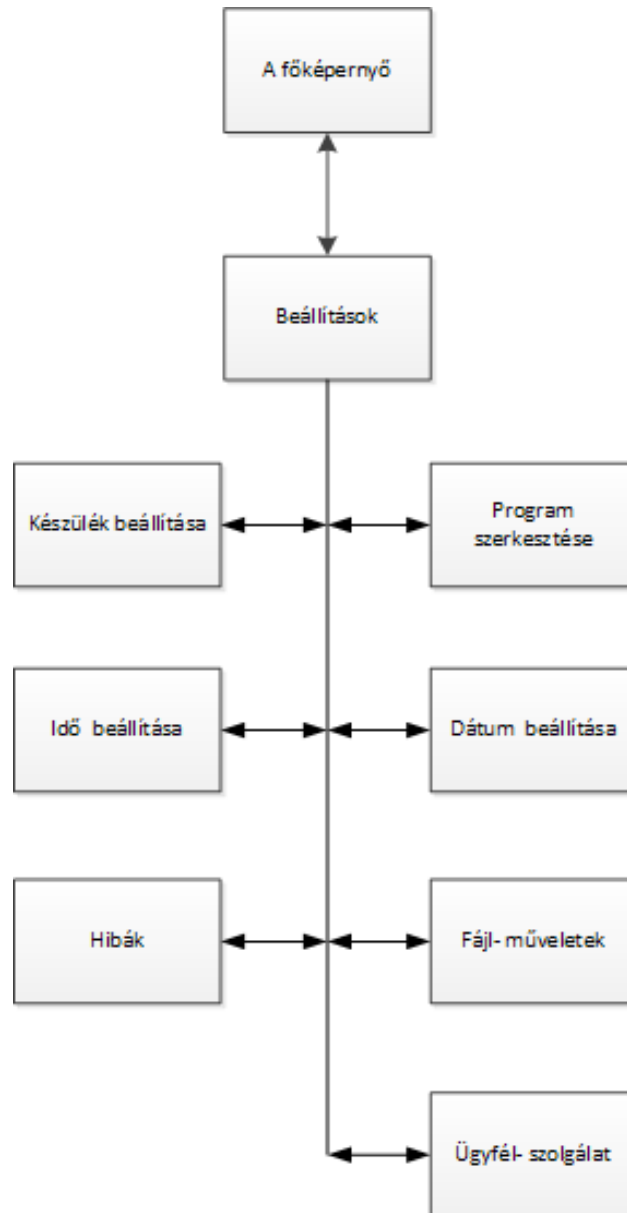 A főképernyő
Beállítások
Készülék beállítása
Program
szerkesztése
Idő beállítása
Dátum beállítása
Hibák
Fájl- műveletek
Ügyfél- szolgálat